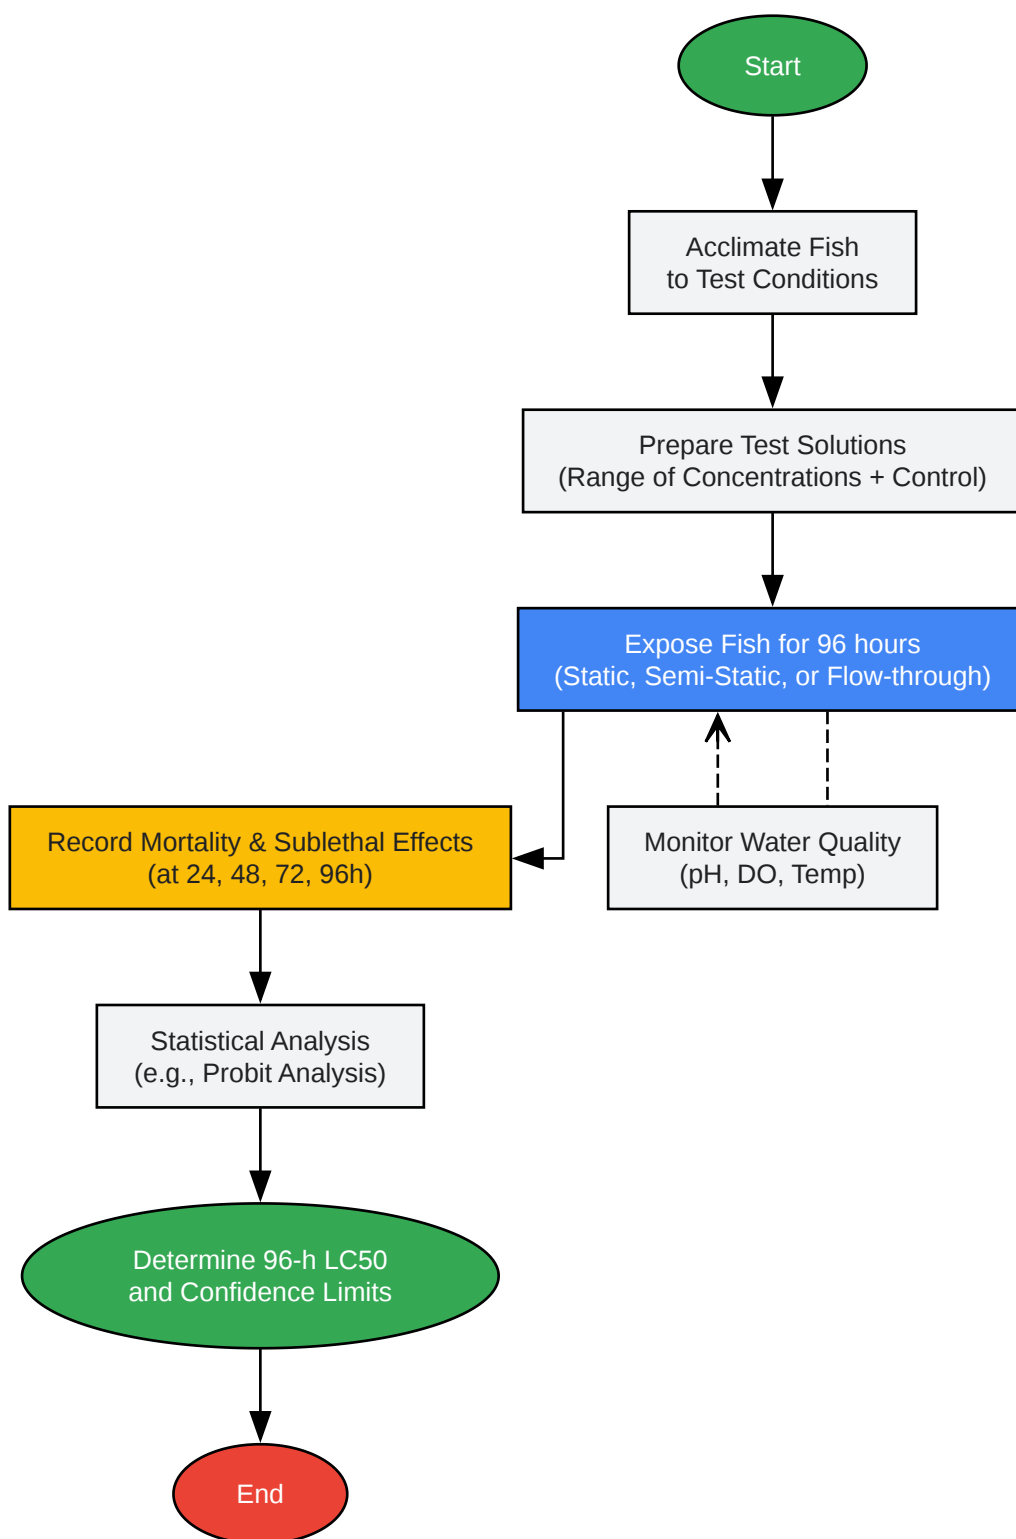 Start
Acclimate Fish
to Test Conditions
Prepare Test Solutions
(Range of Concentrations + Control)
Expose Fish for 96 hours
(Static, Semi-Static, or Flow-through)
Record Mortality & Sublethal Effects
(at 24, 48, 72, 96h)
Monitor Water Quality
(pH, DO, Temp)
Statistical Analysis
(e.g., Probit Analysis)
Determine 96-h LC50
and Confidence Limits
End